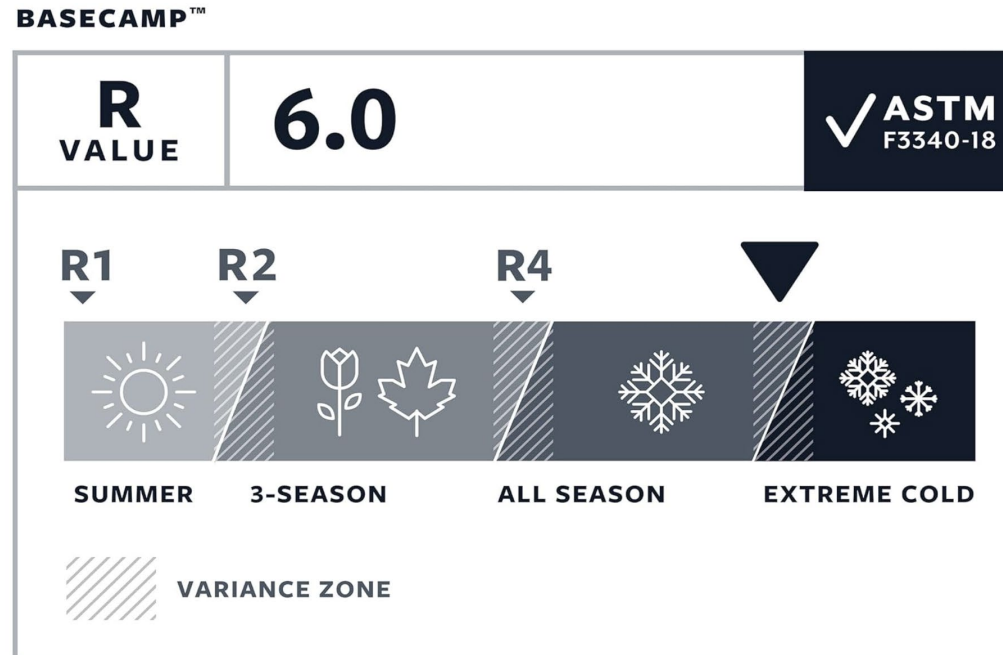 BASECAMP™
R
VALUE
6.0
ASTM
F3340-18
R1
R2
R4
SUMMER
3-SEASON
ALL SEASON
EXTREME COLD
VARIANCE ZONE